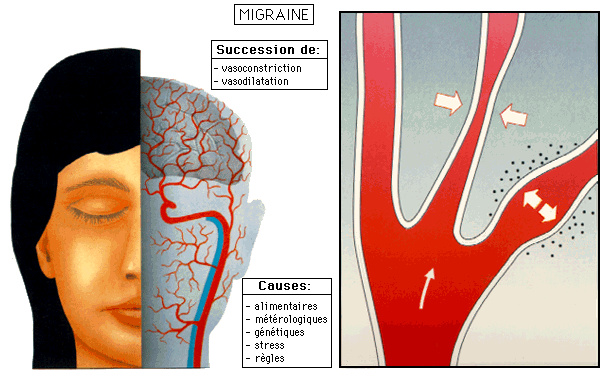 MIGRAINE
Succession de:
- vasoconstriction
- vasodilatation
Causes:
- alimentaires
- métérologiques
- génétiques
- stress
- règles